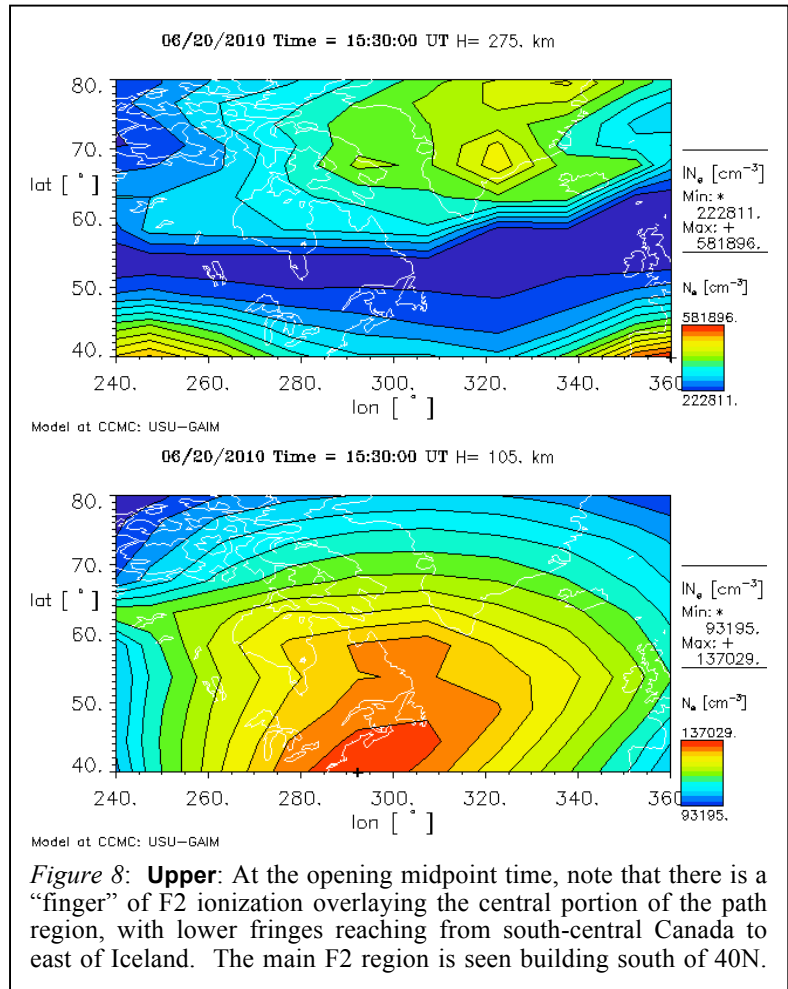 06/20/2010 Time = 15:30:00 UT H= 275. km
80.
70.
60.
50.
40.
lat [ ° ]
240.
260.
280.
300.
320.
340.
360.
lon [ ° ]
lN_e [cm^-3]
Min: *
222811.
Max: +
581896.
N_e [cm^-3]
581896.
222811.
Model at CCMC: USU-GAIM
06/20/2010 Time = 15:30:00 UT H= 105. km
80.
70.
60.
50.
40.
lat [ ° ]
240.
260.
280.
300.
320.
340.
360.
lon [ ° ]
lN_e [cm^-3]
Min: *
93195.
Max: +
137029.
N_e [cm^-3]
137029.
93195.
Model at CCMC: USU-GAIM
Figure 8: Upper: At the opening midpoint time, note that there is a
“finger” of F2 ionization overlaying the central portion of the path
region, with lower fringes reaching from south-central Canada to
east of Iceland. The main F2 region is seen building south of 40N.